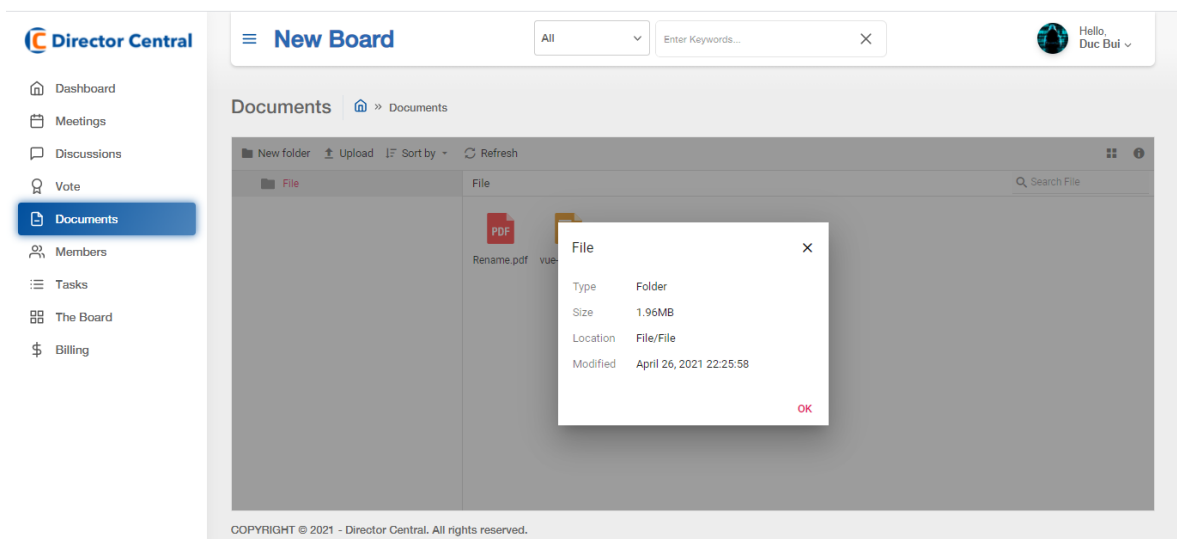 Director Central
New Board
All
Enter Keywords...
Hello,
Duc Bui
Dashboard
Meetings
Discussions
Vote
Documents
Members
Tasks
The Board
Billing
Documents » Documents
New folder Upload Sort by Refresh
File
File
Search File
PDF
Rename.pdf
vue-
File
Type Folder
Size 1.96MB
Location File/File
Modified April 26, 2021 22:25:58
OK
COPYRIGHT © 2021 - Director Central. All rights reserved.